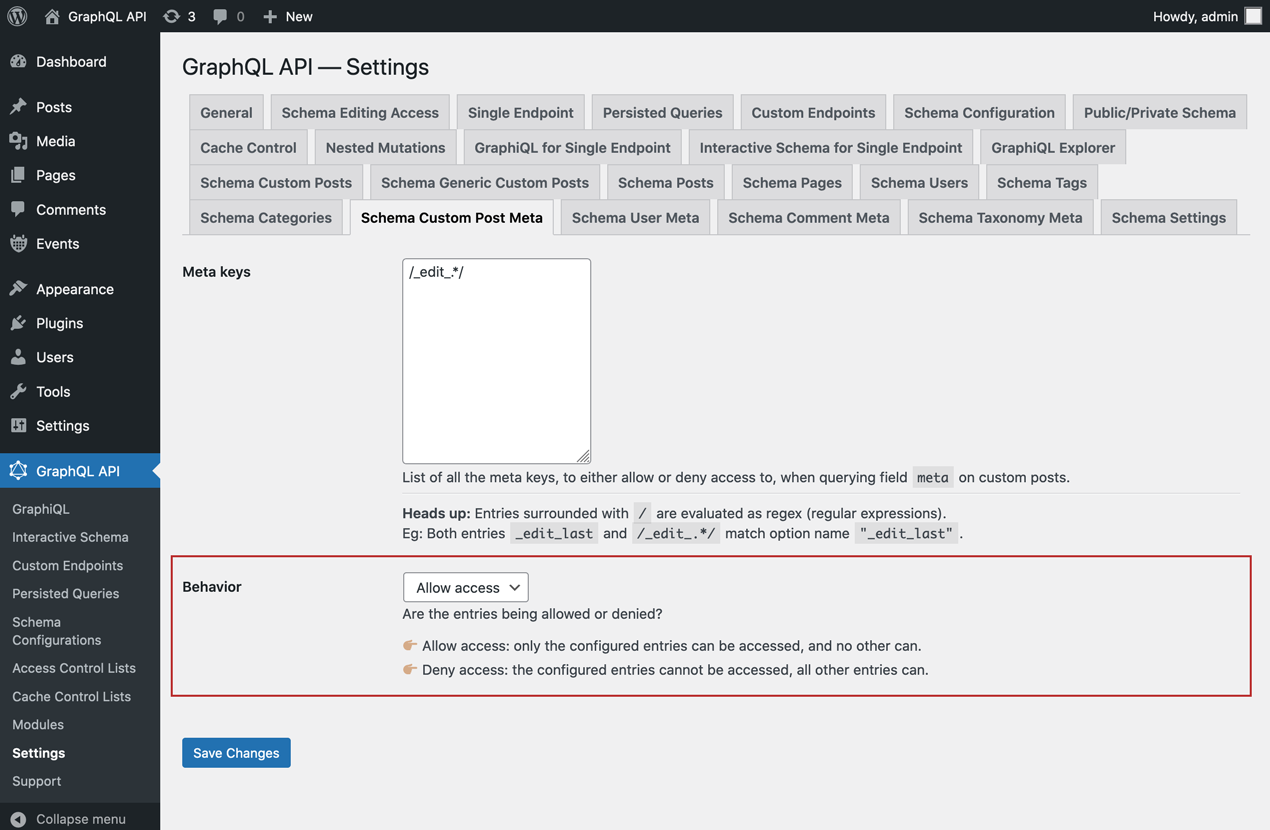 GraphQL API 3 0 New Howdy, admin
Dashboard
Posts
Media
Pages
Comments
Events
Appearance
Plugins
Users
Tools
Settings
GraphQL API
GraphiQL
Interactive Schema
Custom Endpoints
Persisted Queries
Schema
Configurations
Access Control Lists
Cache Control Lists
Modules
Settings
Support
Collapse menu
GraphQL API — Settings
General Schema Editing Access Single Endpoint Persisted Queries Custom Endpoints Schema Configuration Public/Private Schema
Cache Control Nested Mutations GraphiQL for Single Endpoint Interactive Schema for Single Endpoint GraphiQL Explorer
Schema Custom Posts Schema Generic Custom Posts Schema Posts Schema Pages Schema Users Schema Tags
Schema Categories Schema Custom Post Meta Schema User Meta Schema Comment Meta Schema Taxonomy Meta Schema Settings
Meta keys
/_edit_.*/
List of all the meta keys, to either allow or deny access to, when querying field meta on custom posts.
Heads up: Entries surrounded with / are evaluated as regex (regular expressions).
Eg: Both entries _edit_last and /_edit_.*/ match option name "_edit_last".
Behavior
Allow access
Are the entries being allowed or denied?
👉🏽 Allow access: only the configured entries can be accessed, and no other can.
👉🏽 Deny access: the configured entries cannot be accessed, all other entries can.
Save Changes